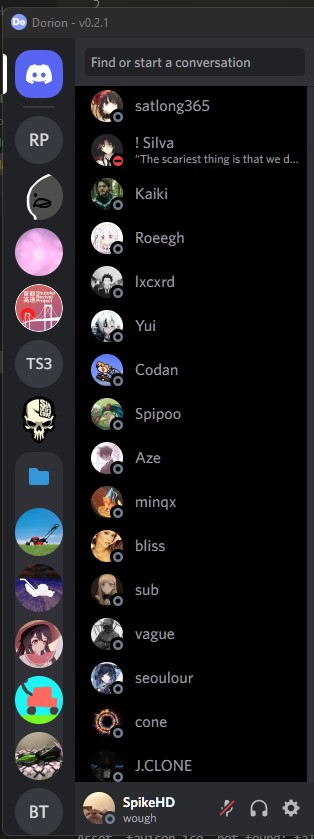 Do Dorion - v0.2.1
Find or start a conversation
RP
TS3
BT
satlong365
! Silva
"The scariest thing is that we d...
Kaiki
Roeegh
lxcxrd
Yui
Codan
Spipoo
Aze
minqx
bliss
sub
vague
seoulour
cone
J.CLONE
SpikeHD
wough